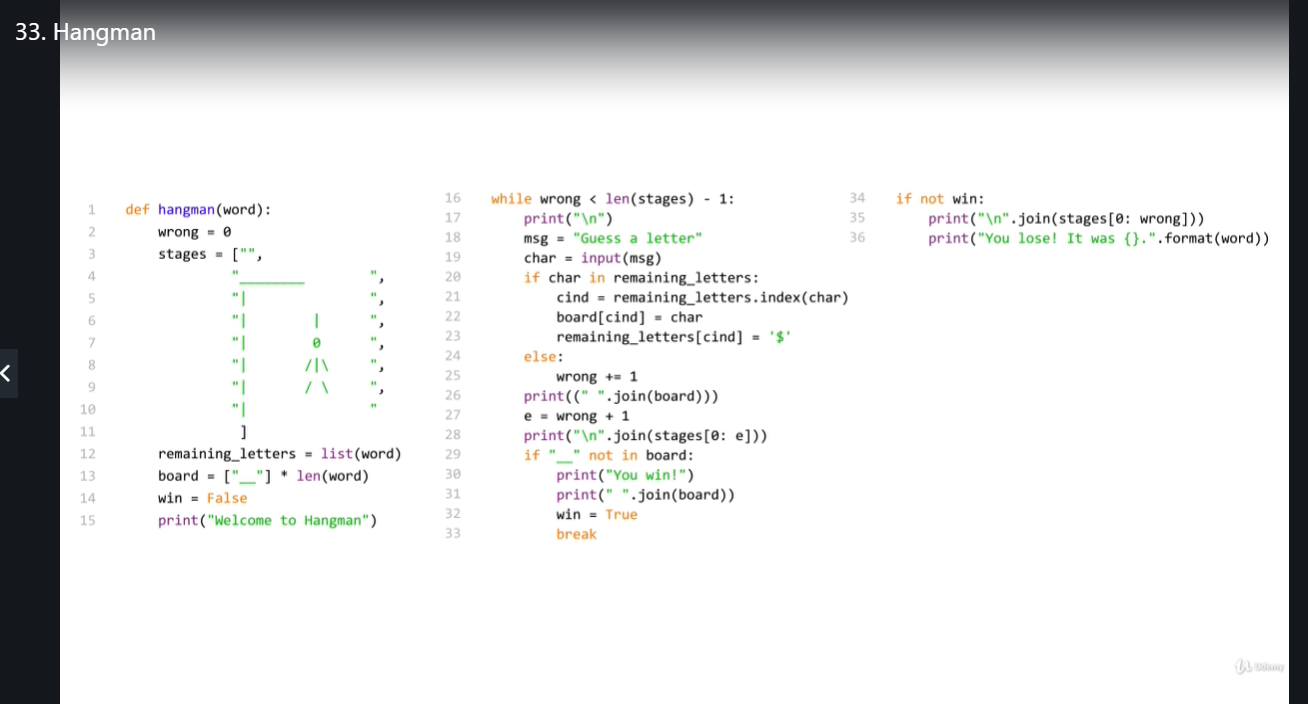 33. Hangman
1 def hangman(word):
2 wrong = 0
3 stages = ["",
4 "________ ",
5 "| ",
6 "| | ",
7 "| 0 ",
8 "| /|\ ",
9 "| / \ ",
10 "| "
11 ]
12 remaining_letters = list(word)
13 board = ["__"] * len(word)
14 win = False
15 print("Welcome to Hangman")
16 while wrong < len(stages) - 1:
17 print("\n")
18 msg = "Guess a letter"
19 char = input(msg)
20 if char in remaining_letters:
21 cind = remaining_letters.index(char)
22 board[cind] = char
23 remaining_letters[cind] = '$'
24 else:
25 wrong += 1
26 print((" ".join(board)))
27 e = wrong + 1
28 print("\n".join(stages[0: e]))
29 if "__" not in board:
30 print("You win!")
31 print(" ".join(board))
32 win = True
33 break
34 if not win:
35 print("\n".join(stages[0: wrong]))
36 print("You lose! It was {}.".format(word))
Udemy